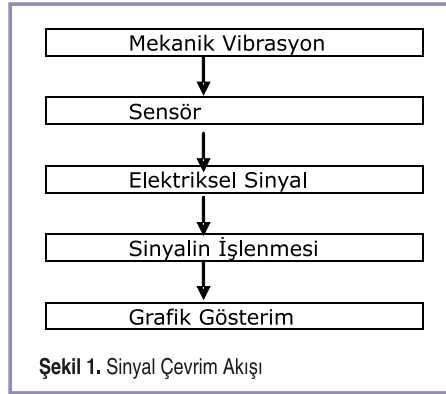 Mekanik Vibrasyon
Sensör
Elektriksel Sinyal
Sinyalin İşlenmesi
Grafik Gösterim
Şekil 1. Sinyal Çevrim Akışı